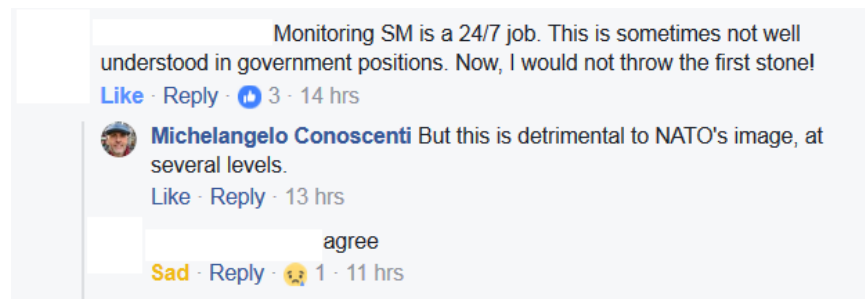 Monitoring SM is a 24/7 job. This is sometimes not well
understood in government positions. Now, I would not throw the first stone!
Like · Reply · 3 · 14 hrs
Michelangelo Conoscenti But this is detrimental to NATO's image, at
several levels.
Like · Reply · 13 hrs
agree
Sad · Reply · 1 · 11 hrs